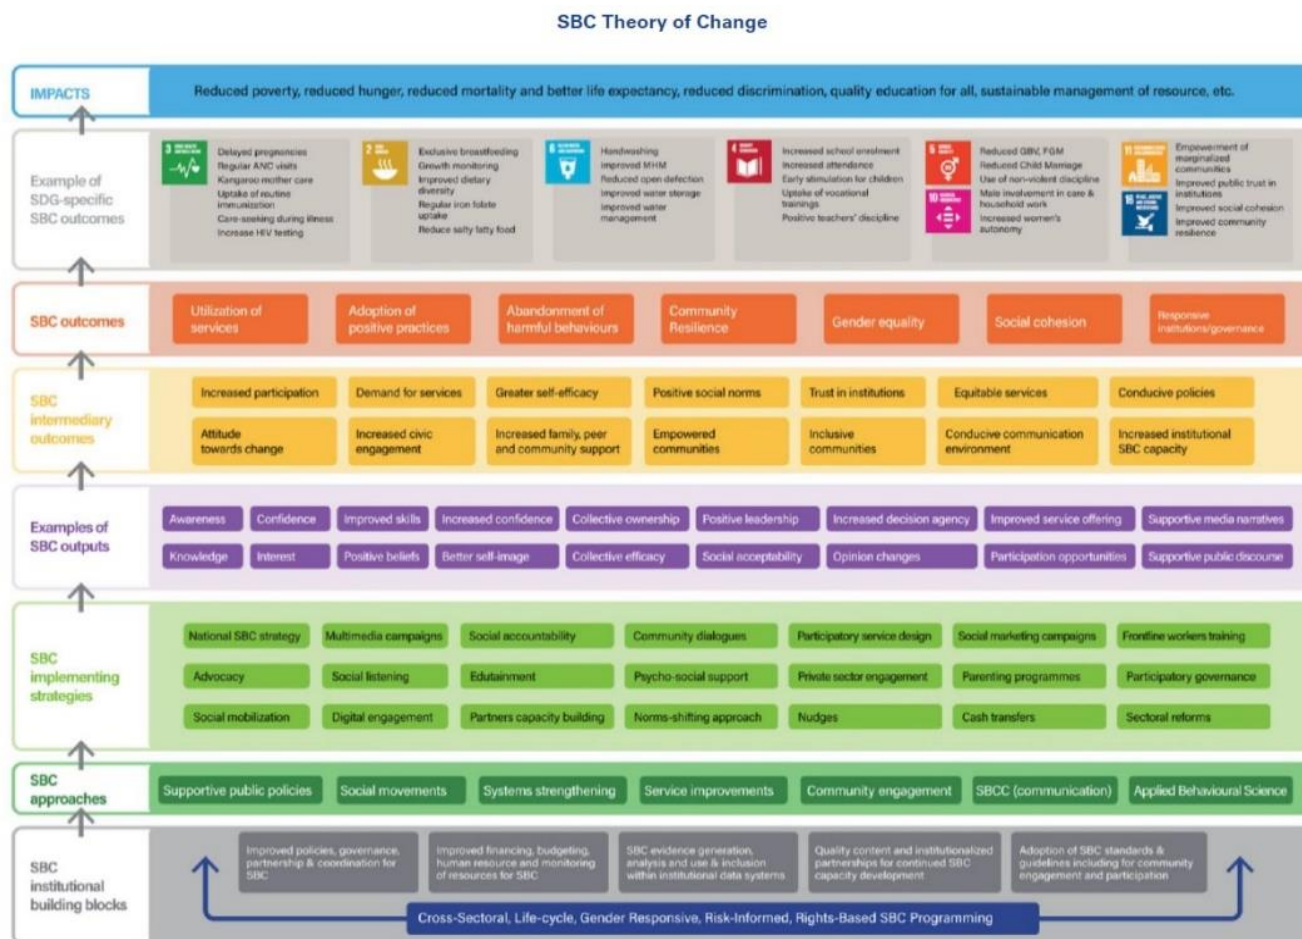 SBC Theory of Change
IMPACTS
Reduced poverty, reduced hunger, reduced mortality and better life expectancy, reduced discrimination, quality education for all, sustainable management of resource, etc.
Example of
SDG-specific
SBC outcomes
3
Delayed pregnancies
Regular ANC visits
Kangaroo mother care
Uptake of routine
immunization
Care-seeking during illness
Increase HIV testing
2
Exclusive breastfeeding
Growth monitoring
Improved dietary
diversity
Regular iron folate
uptake
Reduce salty fatty food
6
Handwashing
Improved MHM
Reduced open defection
Improved water storage
Improved water
management
4
Increased school enrolment
Increased attendance
Early stimulation for children
Uptake of vocational
trainings
Positive teachers' discipline
5
10
Reduced GBV, FGM
Reduced Child Marriage
Use of non-violent discipline
Male involvement in care &
household work
Increased women's
autonomy
11
16
Empowerment of
marginalized
communities
Improved public trust in
institutions
Improved social cohesion
Improved community
resilience
SBC outcomes
Utilization of
services
Adoption of
positive practices
Abandonment of
harmful behaviours
Community
Resilience
Gender equality
Social cohesion
Responsive
institutions/governance
SBC
intermediary
outcomes
Increased participation
Demand for services
Greater self-efficacy
Positive social norms
Trust in institutions
Equitable services
Conducive policies
Attitude
towards change
Increased civic
engagement
Increased family, peer
and community support
Empowered
communities
Inclusive
communities
Conducive communication
environment
Increased institutional
SBC capacity
Examples of
SBC outputs
Awareness
Confidence
Improved skills
Increased confidence
Collective ownership
Positive leadership
Increased decision agency
Improved service offering
Supportive media narratives
Knowledge
Interest
Positive beliefs
Better self-image
Collective efficacy
Social acceptability
Opinion changes
Participation opportunities
Supportive public discourse
SBC
implementing
strategies
National SBC strategy
Multimedia campaigns
Social accountability
Community dialogues
Participatory service design
Social marketing campaigns
Frontline workers training
Advocacy
Social listening
Edutainment
Psycho-social support
Private sector engagement
Parenting programmes
Participatory governance
Social mobilization
Digital engagement
Partners capacity building
Norms-shifting approach
Nudges
Cash transfers
Sectoral reforms
SBC
approaches
Supportive public policies
Social movements
Systems strengthening
Service improvements
Community engagement
SBCC (communication)
Applied Behavioural Science
SBC
institutional
building blocks
Improved policies, governance,
partnership & coordination for
SBC
Improved financing, budgeting,
human resource and monitoring
of resources for SBC
SBC evidence generation,
analysis and use & inclusion
within institutional data systems
Quality content and institutionalized
partnerships for continued SBC
capacity development
Adoption of SBC standards &
guidelines including for community
engagement and participation
Cross-Sectoral, Life-cycle, Gender Responsive, Risk-Informed, Rights-Based SBC Programming